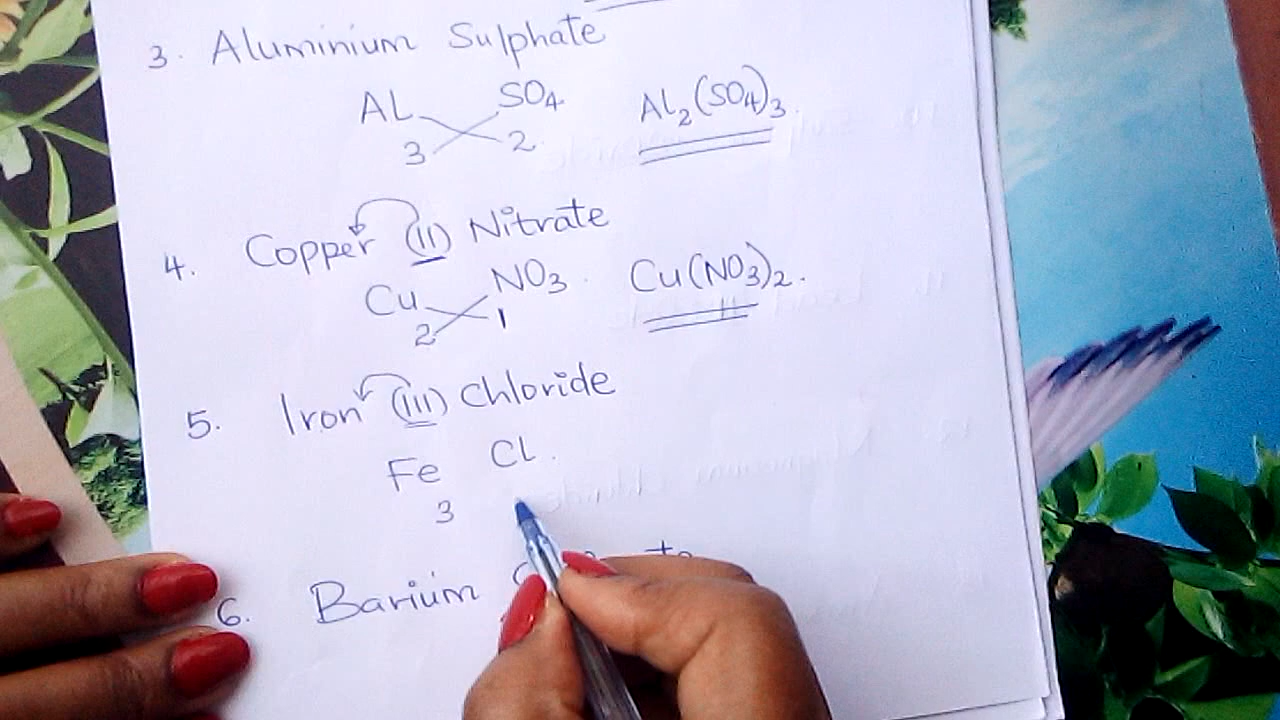 3. Aluminium Sulphate
AL SO4 Al2(SO4)3.
3 2
4. Copper (II) Nitrate
Cu NO3 Cu(NO3)2.
2 1
5. Iron (III) Chloride
Fe Cl.
3
6. Barium